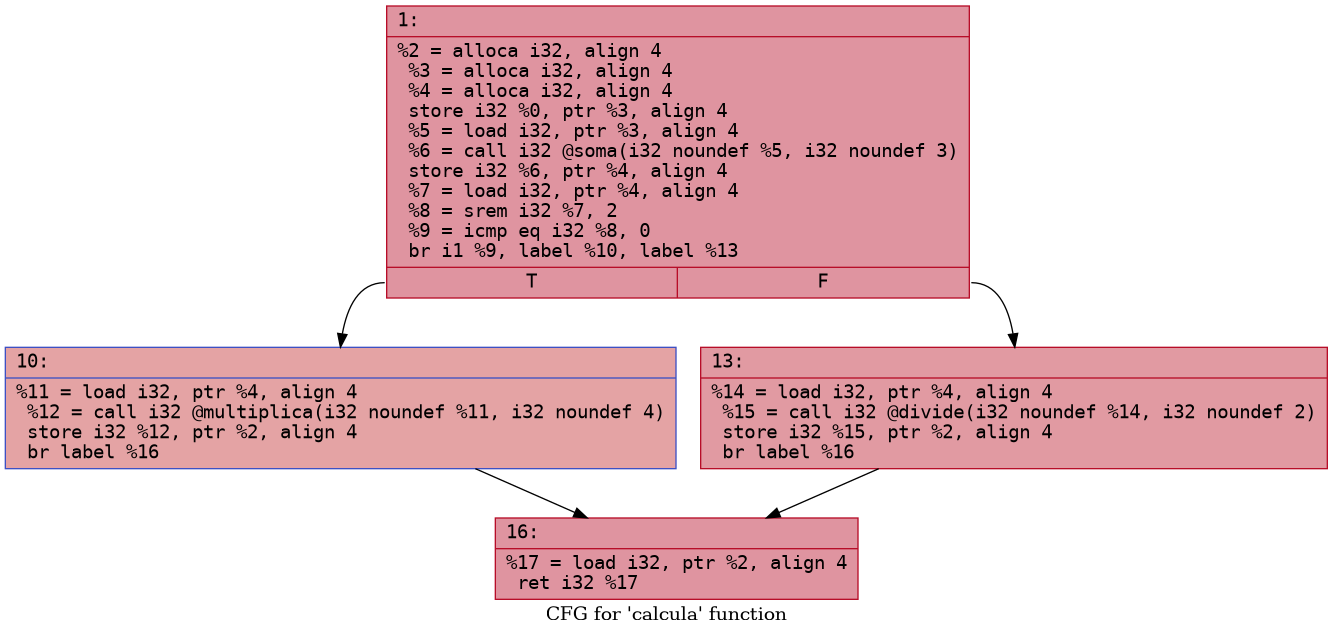 1:
%2 = alloca i32, align 4
%3 = alloca i32, align 4
%4 = alloca i32, align 4
store i32 %0, ptr %3, align 4
%5 = load i32, ptr %3, align 4
%6 = call i32 @soma(i32 noundef %5, i32 noundef 3)
store i32 %6, ptr %4, align 4
%7 = load i32, ptr %4, align 4
%8 = srem i32 %7, 2
%9 = icmp eq i32 %8, 0
br i1 %9, label %10, label %13
T F
10:
%11 = load i32, ptr %4, align 4
%12 = call i32 @multiplica(i32 noundef %11, i32 noundef 4)
store i32 %12, ptr %2, align 4
br label %16
13:
%14 = load i32, ptr %4, align 4
%15 = call i32 @divide(i32 noundef %14, i32 noundef 2)
store i32 %15, ptr %2, align 4
br label %16
16:
%17 = load i32, ptr %2, align 4
ret i32 %17
CFG for 'calcula' function